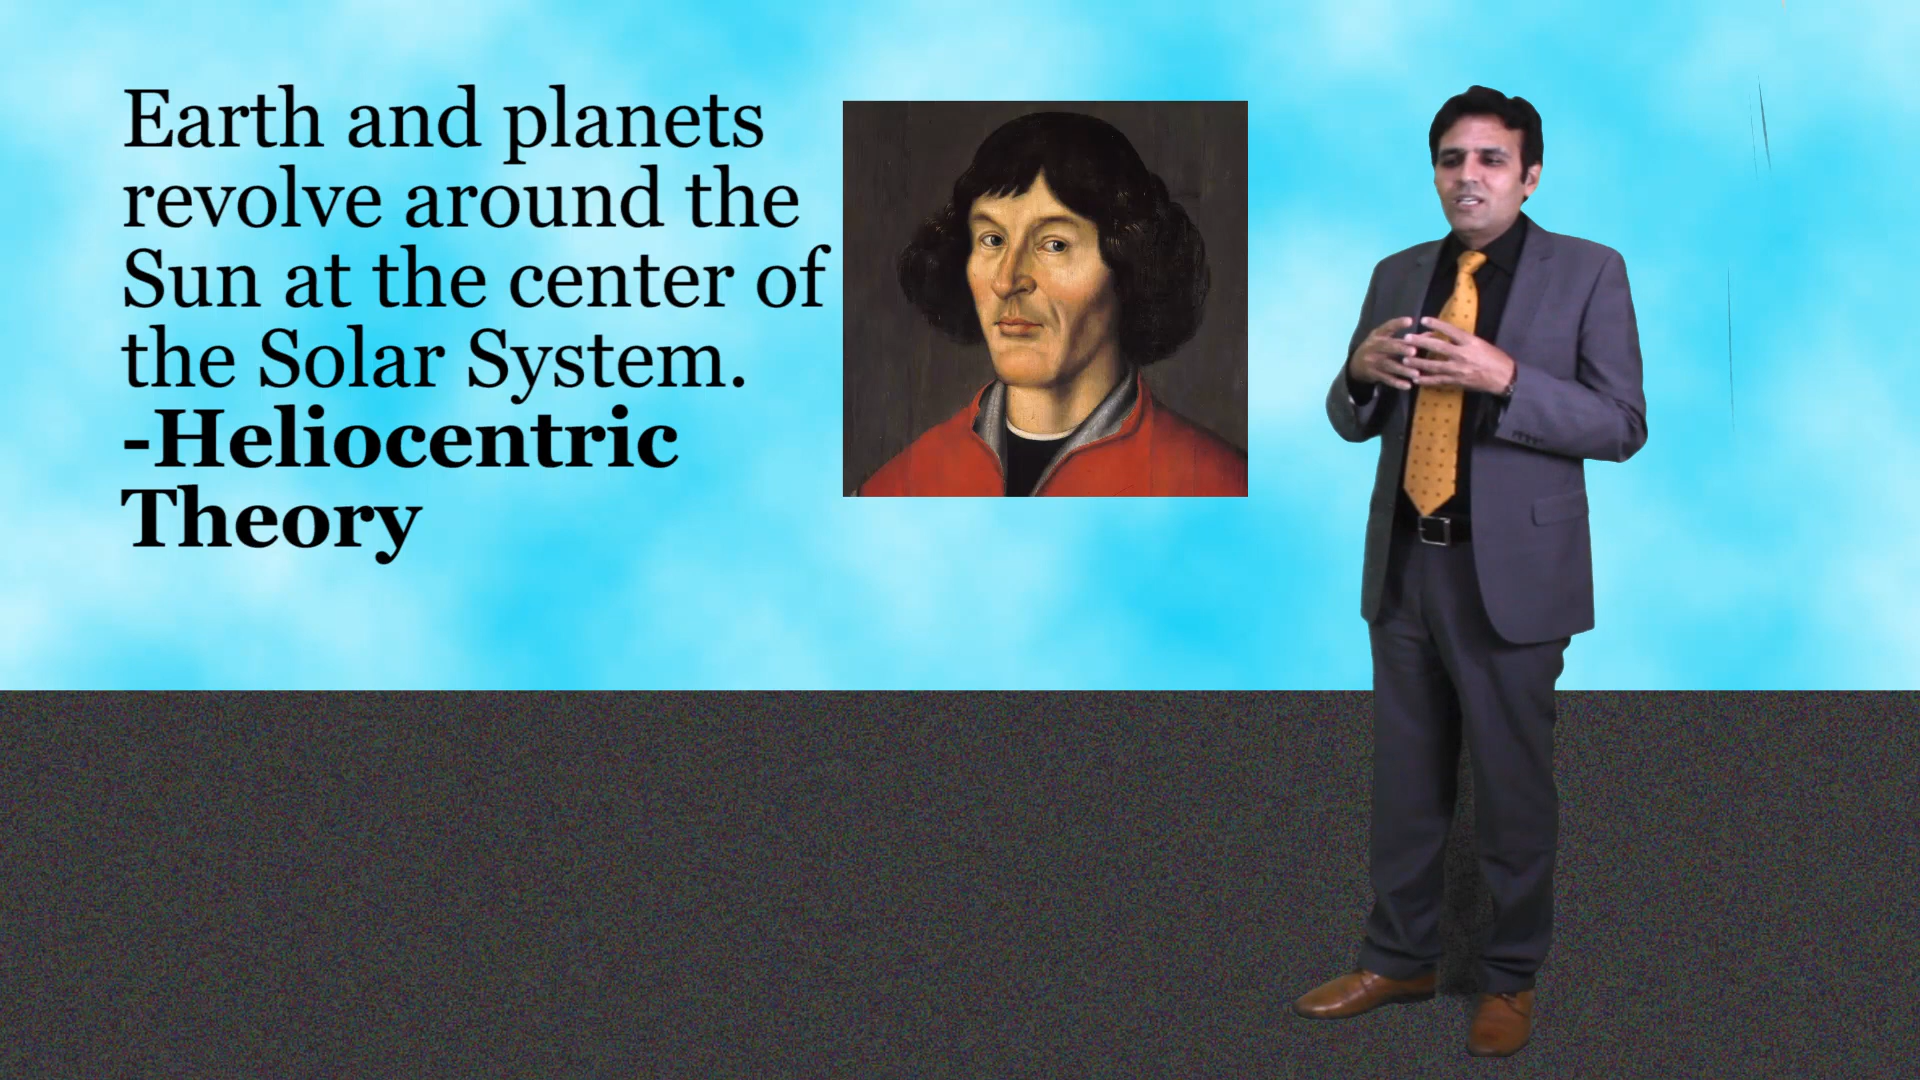 Earth and planets
revolve around the
Sun at the center of
the Solar System.
-Heliocentric
Theory